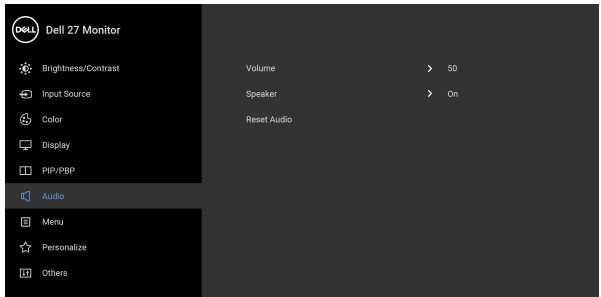 DELL
Dell 27 Monitor
Brightness/Contrast
Input Source
Color
Display
PIP/PBP
Audio
Menu
Personalize
Others
Volume 50
Speaker On
Reset Audio